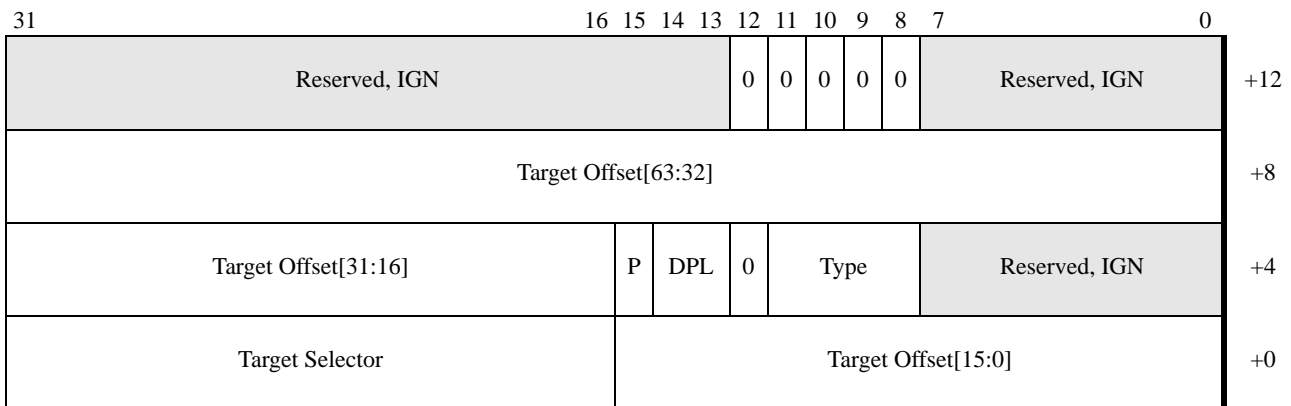 31 16 15 14 13 12 11 10 9 8 7 0
Reserved, IGN 0 0 0 0 0 Reserved, IGN +12
Target Offset[63:32] +8
Target Offset[31:16] P DPL 0 Type Reserved, IGN +4
Target Selector Target Offset[15:0] +0